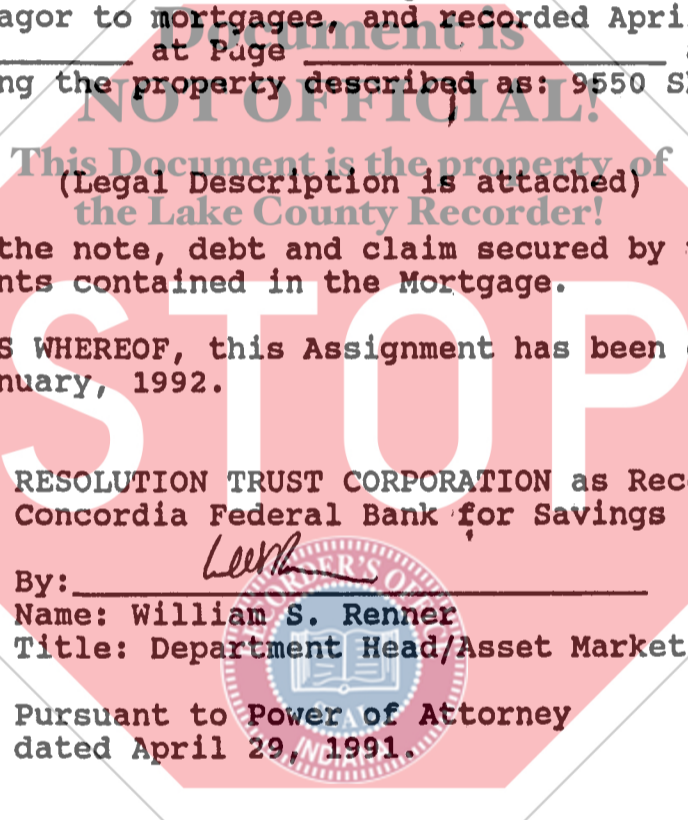 agor to mortgagee, and recorded Apri
Document is
at Page
ng the property described as: 9550 S
NOT OFFICIAL!
This Document is the property of
(Legal Description is attached)
the Lake County Recorder!
the note, debt and claim secured by
nts contained in the Mortgage.
STOP
S WHEREOF, this Assignment has been
nuary, 1992.
RESOLUTION TRUST CORPORATION as Rec
Concordia Federal Bank for Savings
By:
Name: William S. Renner
Title: Department Head/Asset Market
RECORDER'S OFFICE
SEAL
INDIANA
Pursuant to Power of Attorney
dated April 29, 1991.